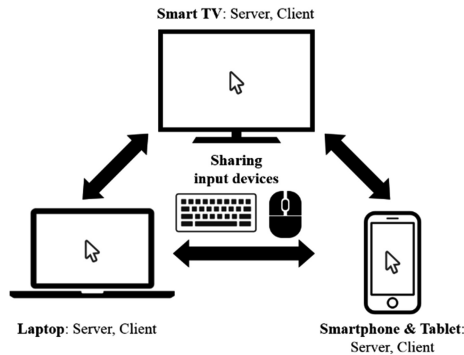 Smart TV: Server, Client
Sharing
input devices
Laptop: Server, Client
Smartphone & Tablet:
Server, Client